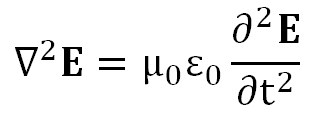 ∇²𝐄 = μ₀ε₀ ∂²𝐄/∂t²